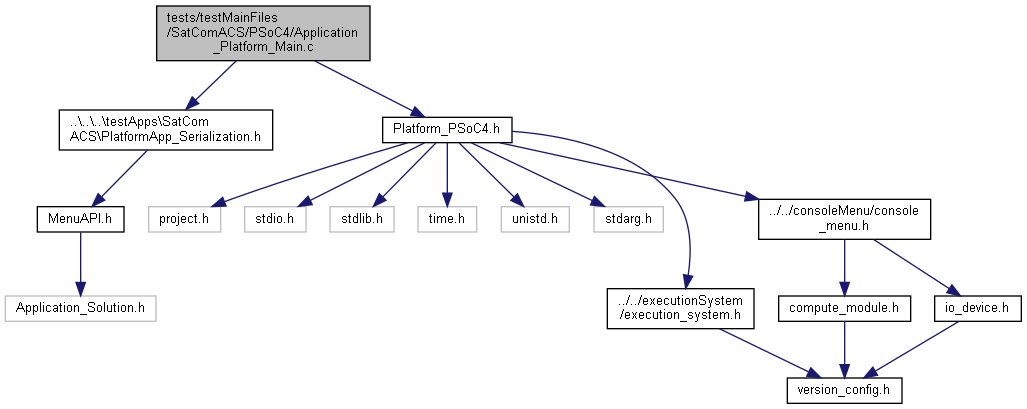 tests/testMainFiles
/SatComACS/PSoC4/Application
_Platform_Main.c
..\..\..\testApps\SatCom
ACS\PlatformApp_Serialization.h
Platform_PSoC4.h
MenuAPI.h
project.h
stdio.h
stdlib.h
time.h
unistd.h
stdarg.h
../../consoleMenu/console
_menu.h
Application_Solution.h
../../executionSystem
/execution_system.h
compute_module.h
io_device.h
version_config.h